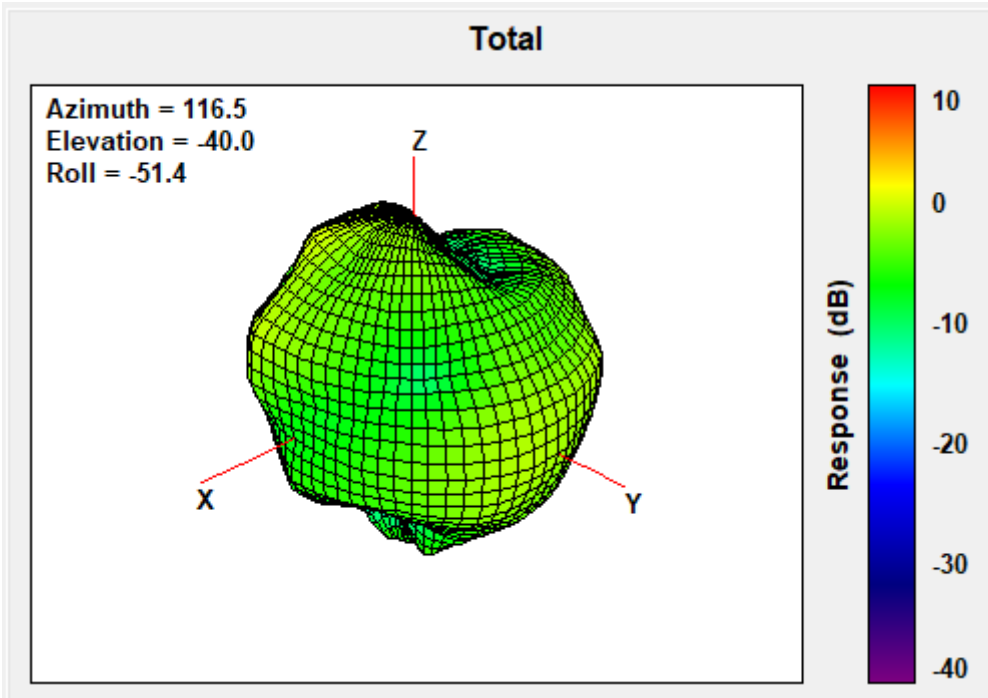 Total
Azimuth = 116.5
Elevation = -40.0
Roll = -51.4
Z
X
Y
Response (dB)
10
0
-10
-20
-30
-40